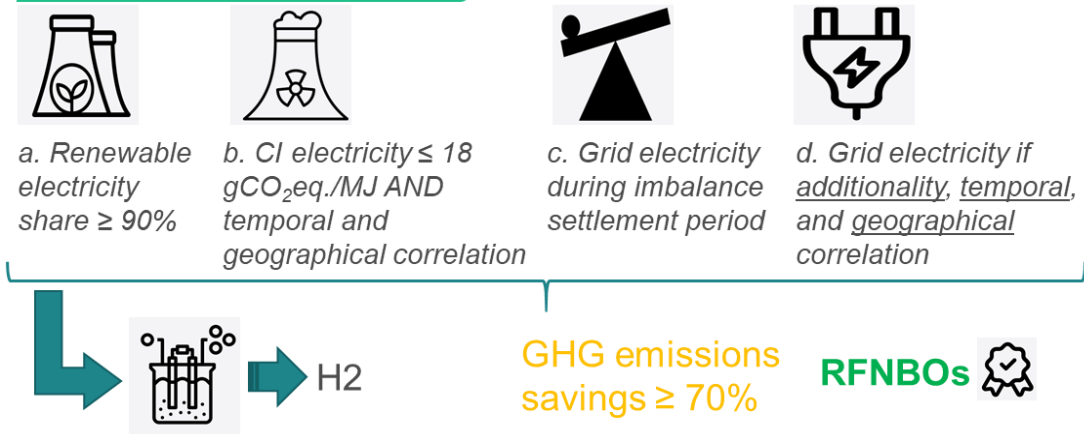 a. Renewable
electricity
share ≥ 90%
b. CI electricity ≤ 18
gCO₂eq./MJ AND
temporal and
geographical correlation
c. Grid electricity
during imbalance
settlement period
d. Grid electricity if
additionality, temporal,
and geographical
correlation
H2
GHG emissions
savings ≥ 70%
RFNBOs